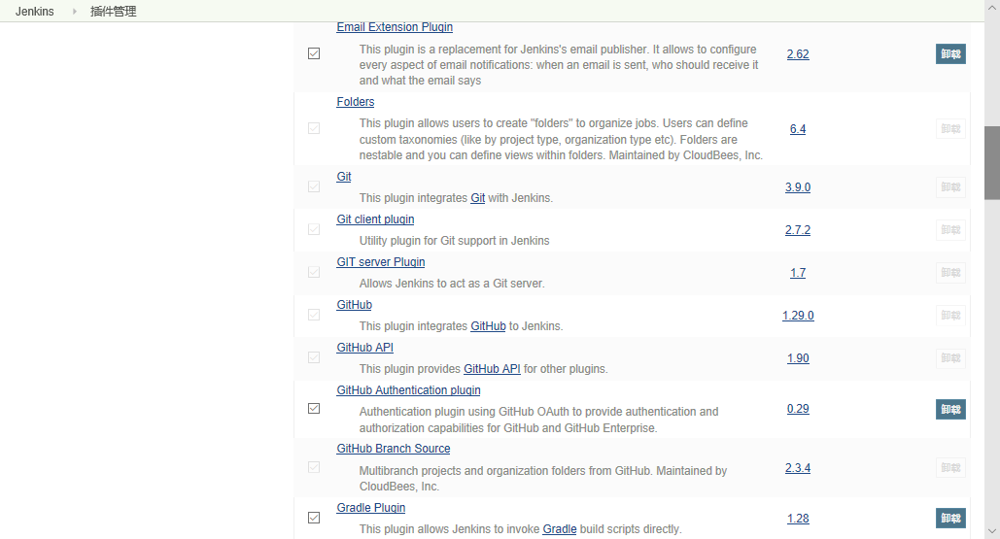 Jenkins 插件管理
Email Extension Plugin
This plugin is a replacement for Jenkins's email publisher. It allows to configure
every aspect of email notifications: when an email is sent, who should receive it
and what the email says
2.62
卸载
Folders
This plugin allows users to create "folders" to organize jobs. Users can define
custom taxonomies (like by project type, organization type etc). Folders are
nestable and you can define views within folders. Maintained by CloudBees, Inc.
6.4
卸载
Git
This plugin integrates Git with Jenkins.
3.9.0
卸载
Git client plugin
Utility plugin for Git support in Jenkins
2.7.2
卸载
GIT server Plugin
Allows Jenkins to act as a Git server.
1.7
卸载
GitHub
This plugin integrates GitHub to Jenkins.
1.29.0
卸载
GitHub API
This plugin provides GitHub API for other plugins.
1.90
卸载
GitHub Authentication plugin
Authentication plugin using GitHub OAuth to provide authentication and
authorization capabilities for GitHub and GitHub Enterprise.
0.29
卸载
GitHub Branch Source
Multibranch projects and organization folders from GitHub. Maintained by
CloudBees, Inc.
2.3.4
卸载
Gradle Plugin
This plugin allows Jenkins to invoke Gradle build scripts directly.
1.28
卸载